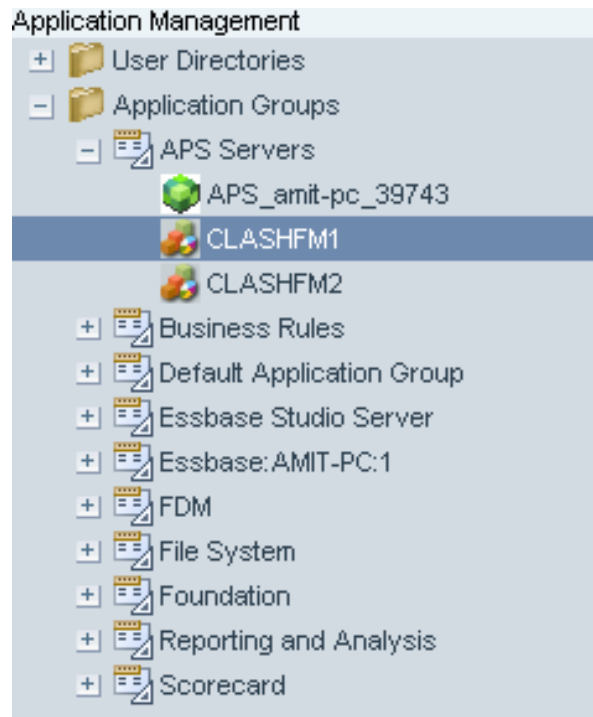 Application Management
User Directories
Application Groups
APS Servers
APS_amit-pc_39743
CLASHFM1
CLASHFM2
Business Rules
Default Application Group
Essbase Studio Server
Essbase:AMIT-PC:1
FDM
File System
Foundation
Reporting and Analysis
Scorecard